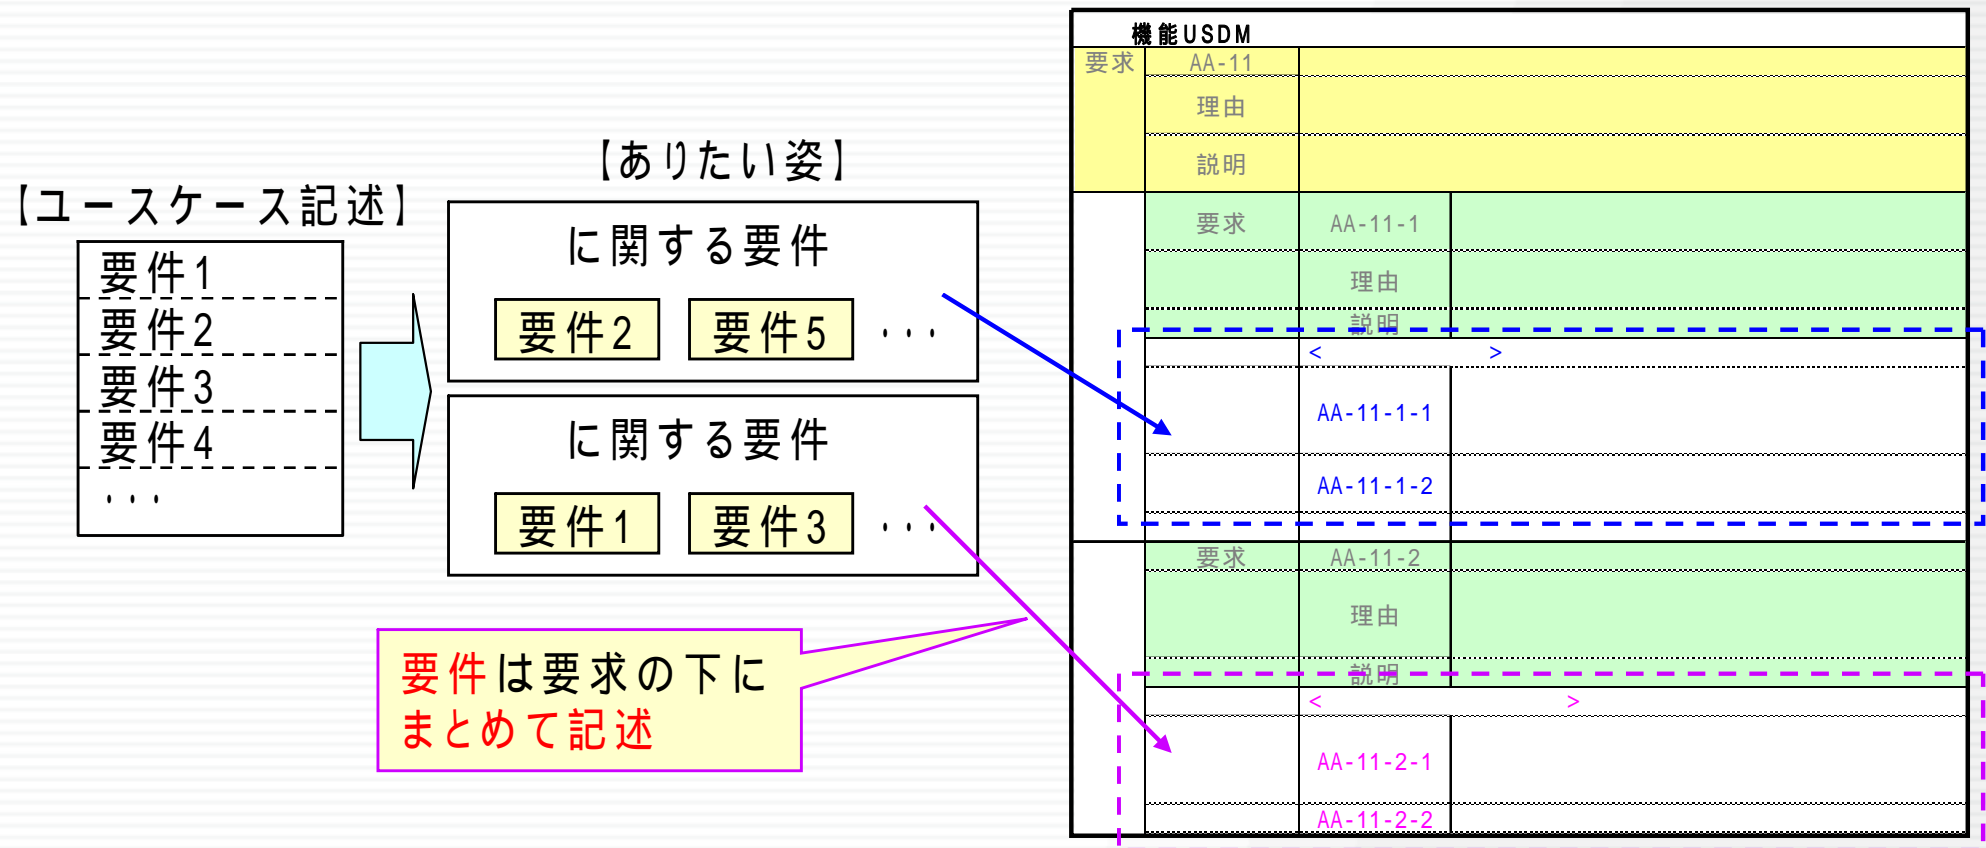 【ユースケース記述】
要件1
要件2
要件3
要件4
・・・
【ありたい姿】
に関する要件
要件2 要件5 ・・・
に関する要件
要件1 要件3 ・・・
要件は要求の下に
まとめて記述
機能USDM
要求 AA-11
理由
説明
要求 AA-11-1
理由
説明
< >
AA-11-1-1
AA-11-1-2
要求 AA-11-2
理由
説明
< >
AA-11-2-1
AA-11-2-2